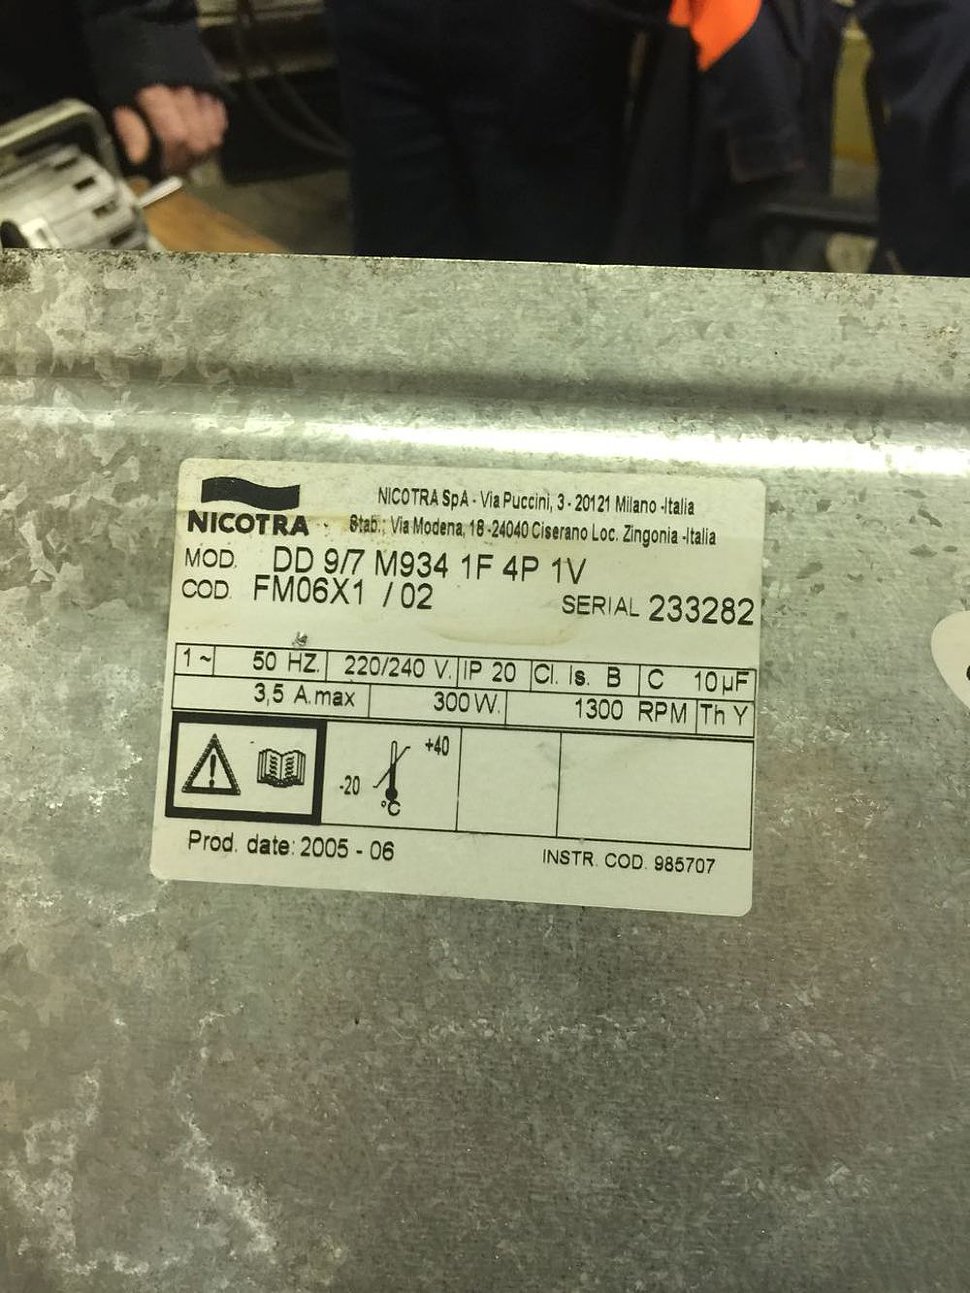 NICOTRA
NICOTRA SpA - Via Puccini, 3 - 20121 Milano -Italia
Stab.; Via Modena, 18 -24040 Ciserano Loc. Zingonia -Italia
MOD. DD 9/7 M934 1F 4P 1V
COD. FM06X1 / 02 SERIAL 233282
1 ~ 50 HZ. 220/240 V. IP 20 Cl. Is. B C 10µF
3,5 A.max 300 W. 1300 RPM Th Y
-20 +40 °C
Prod. date: 2005 - 06 INSTR. COD. 985707